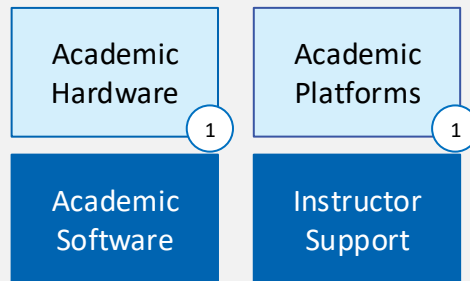 Academic
Hardware
1
Academic
Platforms
1
Academic
Software
Instructor
Support